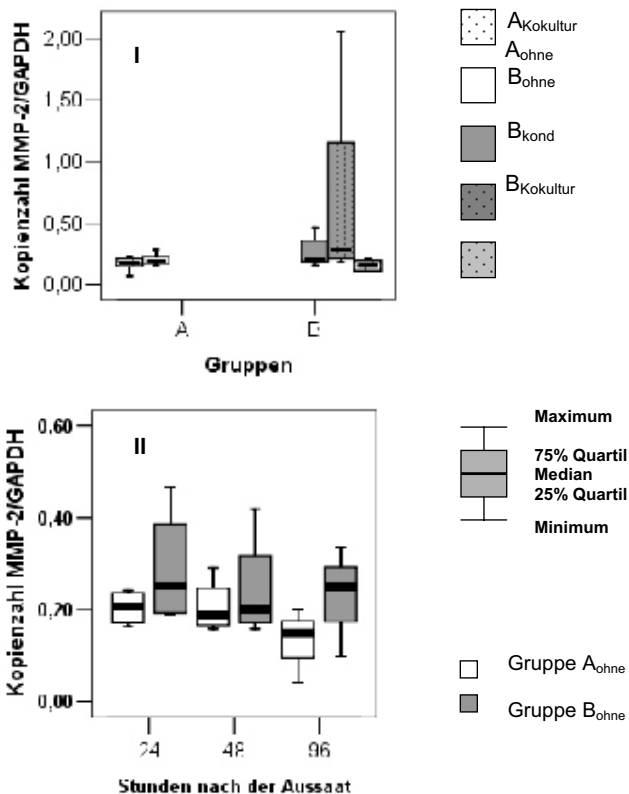 I
2,00
1,50
1,00
0,50
0,00
Kopienzahl MMP-2/GAPDH
A
B
Gruppen
AKokultur
Aohne
Bohne
Bkond
BKokultur
II
0,60
0,40
0,20
0,00
Kopienzahl MMP-2/GAPDH
24
48
96
Stunden nach der Aussaat
Maximum
75% Quartil
Median
25% Quartil
Minimum
Gruppe Aohne
Gruppe Bohne